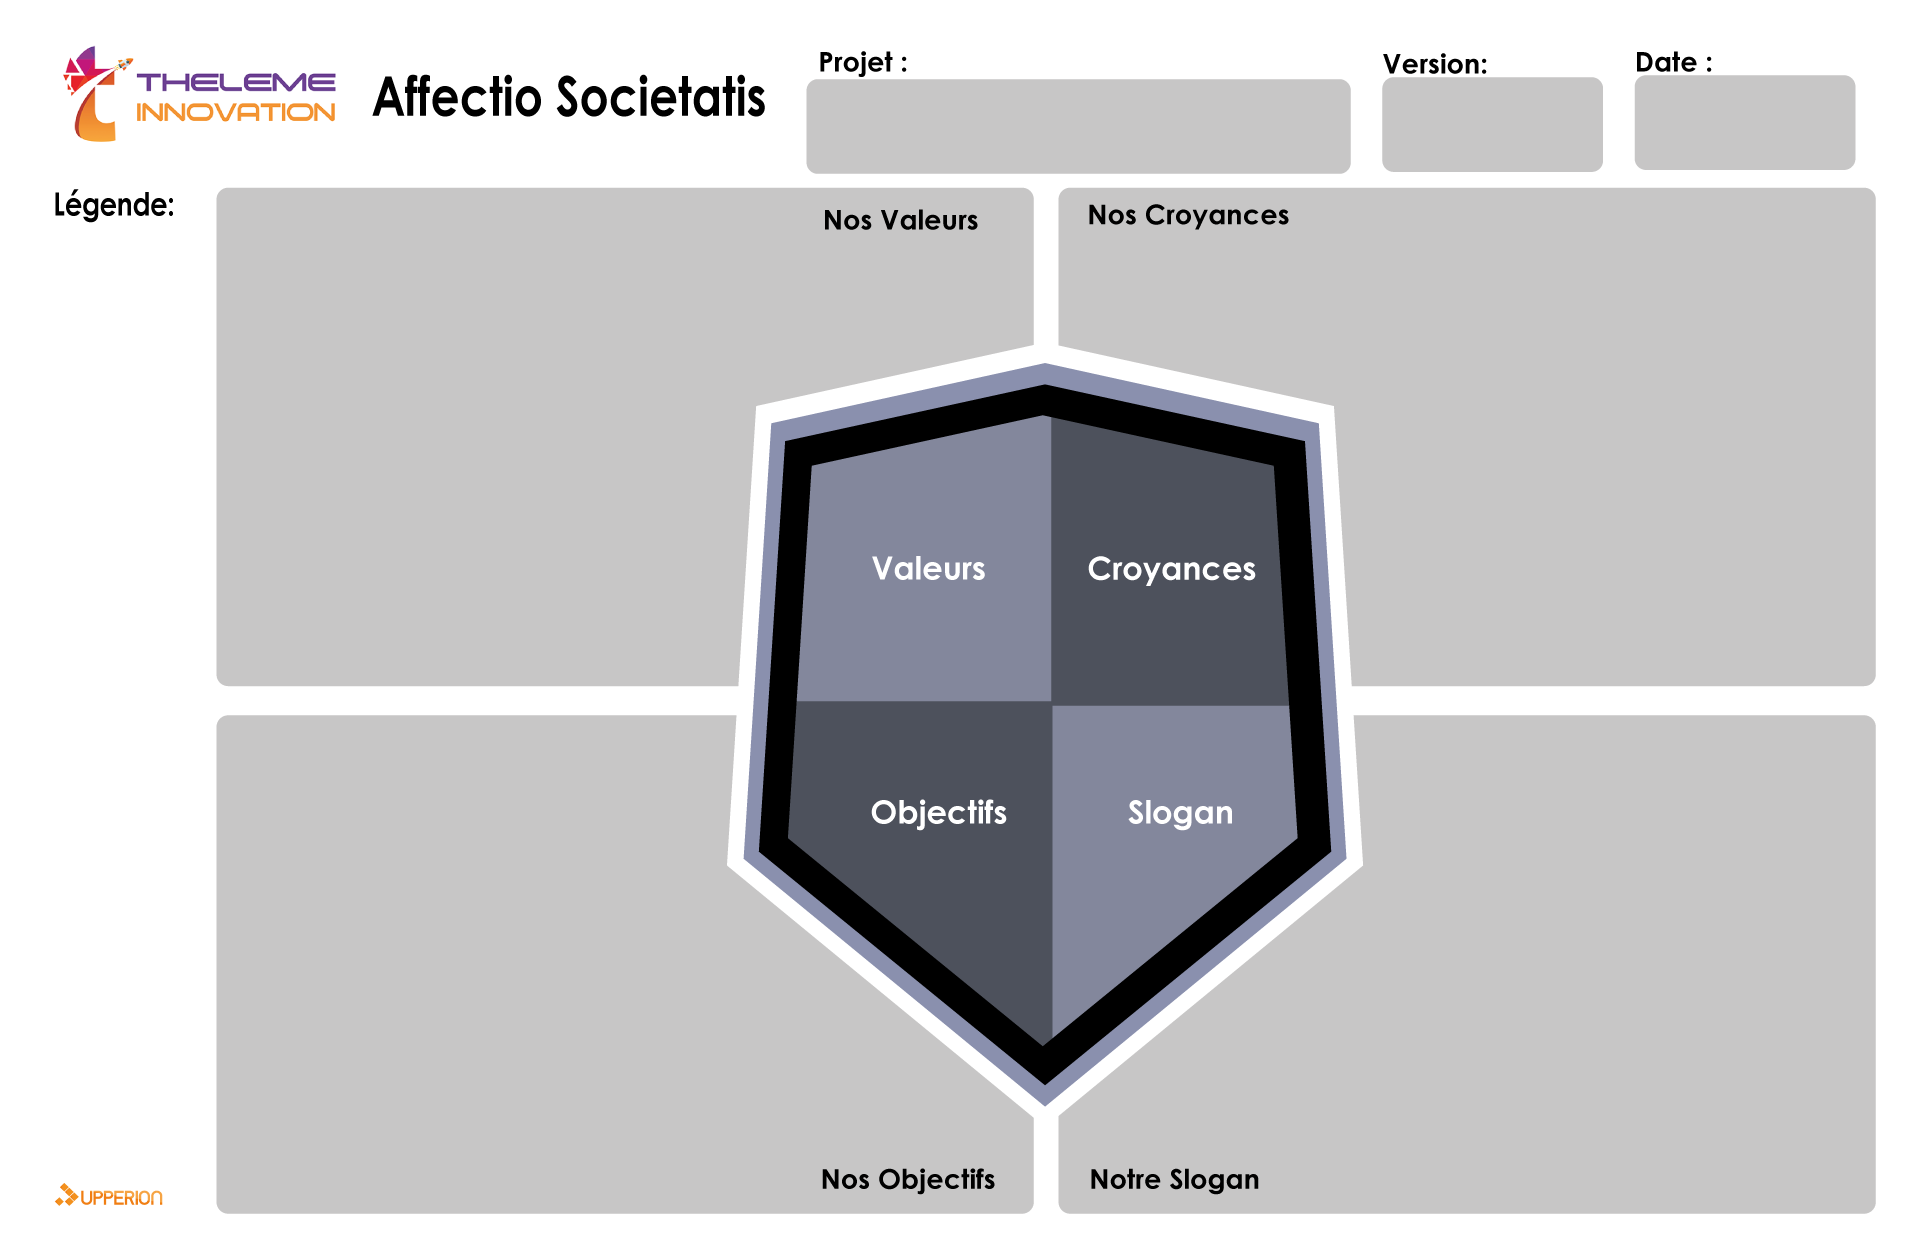 THELEME
INNOVATION
Affectio Societatis
Projet :
Version:
Date :
Légende:
Nos Valeurs
Nos Croyances
Valeurs
Croyances
Objectifs
Slogan
Nos Objectifs
Notre Slogan
UPPERION